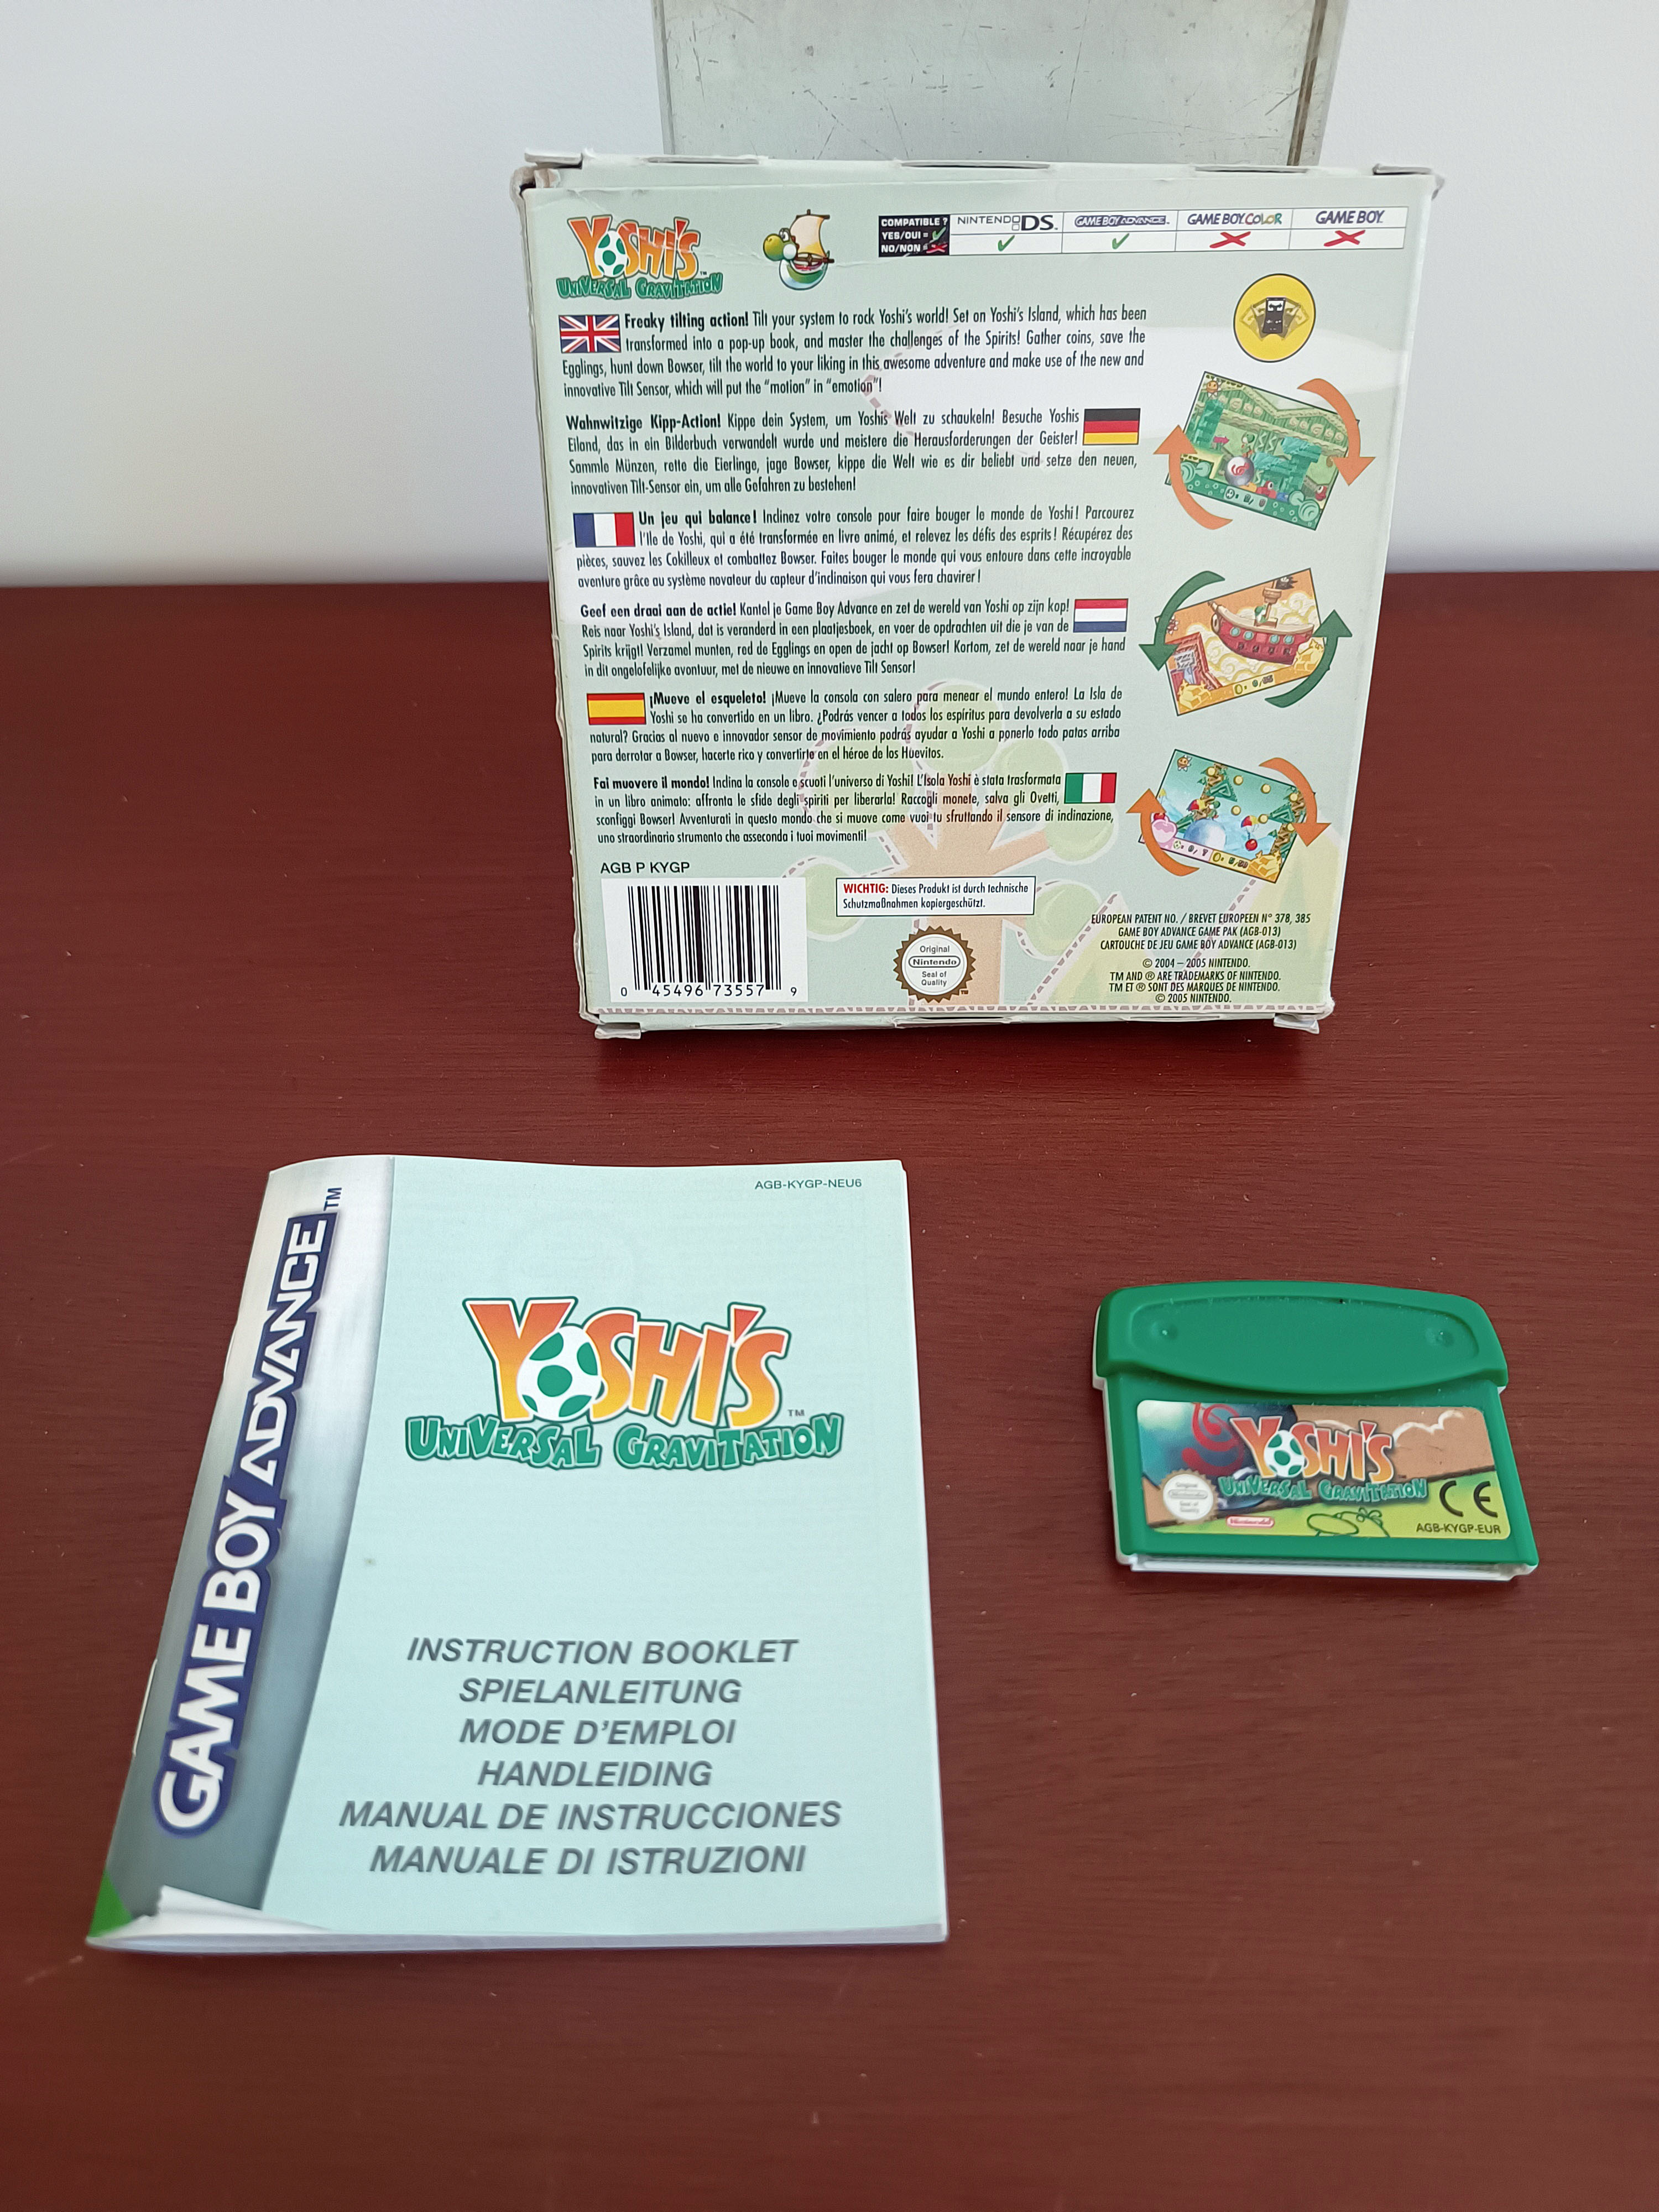 YOSHI'S
UNIVERSAL GRAVITATION
COMPATIBLE ?
YES/OUI =
NO/NON =
NINTENDO DS™
GAME BOY ADVANCE™
GAME BOY COLOR
GAME BOY™
Freaky tilting action! Tilt your system to rock Yoshi's world! Set on Yoshi's Island, which has been
transformed into a pop-up book, and master the challenges of the Spirits! Gather coins, save the
Egglings, hunt down Bowser, tilt the world to your liking in this awesome adventure and make use of the new and
innovative Tilt Sensor, which will put the "motion" in "emotion"!
Wahnwitzige Kipp-Action! Kippe dein System, um Yoshis Welt zu schaukeln! Besuche Yoshis
Eiland, das in ein Bilderbuch verwandelt wurde und meistere die Herausforderungen der Geister!
Sammle Münzen, rette die Eierlinge, jage Bowser, kippe die Welt wie es dir beliebt und setze den neuen,
innovativen Tilt-Sensor ein, um alle Gefahren zu bestehen!
Un jeu qui balance! Inclinez votre console pour faire bouger le monde de Yoshi! Parcourez
l'Ile de Yoshi, qui a été transformée en livre animé, et relevez les défis des esprits! Récupérez des
pièces, sauvez les Cokilleux et combattez Bowser. Faites bouger le monde qui vous entoure dans cette incroyable
aventure grâce au système novateur du capteur d'inclinaison qui vous fera chavirer!
Geef een draai aan de actie! Kantel je Game Boy Advance en zet de wereld van Yoshi op zijn kop!
Reis naar Yoshi's Island, dat is veranderd in een plaatjesboek, en voer de opdrachten uit die je van de
Spirits krijgt! Verzamel munten, red de Egglings en open de jacht op Bowser! Kortom, zet de wereld naar je hand
in dit ongelofelijke avontuur, met de nieuwe en innovatieve Tilt Sensor!
¡Mueve el esqueleto! ¡Mueve la consola con salero para menear el mundo entero! La Isla de
Yoshi se ha convertido en un libro. ¿Podrás vencer a todos los espíritus para devolverla a su estado
natural? Gracias al nuevo e innovador sensor de movimiento podrás ayudar a Yoshi a ponerlo todo patas arriba
para derrotar a Bowser, hacerte rico y convertirte en el héroe de los Huevitos.
Fai muovere il mondo! Inclina la console e scuoti l'universo di Yoshi! L'Isola Yoshi è stata trasformata
in un libro animato: affronta le sfide degli spiriti per liberarla! Raccogli monete, salva gli Ovetti,
sconfiggi Bowser! Avventurati in questo mondo che si muove come vuoi tu sfruttando il sensore di inclinazione,
uno straordinario strumento che asseconda i tuoi movimenti!
AGB P KYGP
0 45496 73557 9
WICHTIG: Dieses Produkt ist durch technische
Schutzmaßnahmen kopiergeschützt.
Original
Nintendo
Seal of
Quality
EUROPEAN PATENT NO. / BREVET EUROPEEN N° 378, 385
GAME BOY ADVANCE GAME PAK (AGB-013)
CARTOUCHE DE JEU GAME BOY ADVANCE (AGB-013)
© 2004 – 2005 NINTENDO.
TM AND ® ARE TRADEMARKS OF NINTENDO.
TM ET ® SONT DES MARQUES DE NINTENDO.
© 2005 NINTENDO.
GAME BOY ADVANCE™
AGB-KYGP-NEU6
YOSHI'S™
UNIVERSAL GRAVITATION
INSTRUCTION BOOKLET
SPIELANLEITUNG
MODE D'EMPLOI
HANDLEIDING
MANUAL DE INSTRUCCIONES
MANUALE DI ISTRUZIONI
YOSHI'S
UNIVERSAL GRAVITATION
Original
Nintendo
Seal of
Quality
Nintendo
CE
AGB-KYGP-EUR